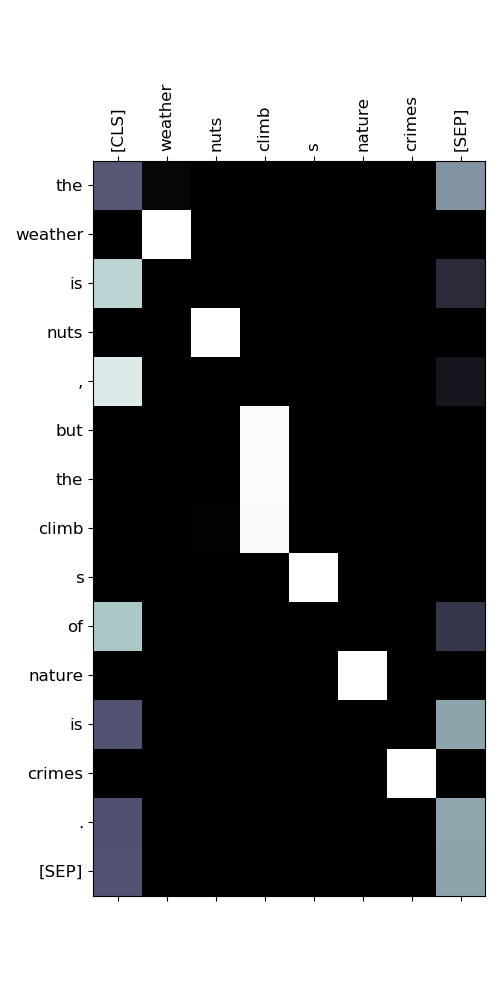 [CLS] weather nuts climb s nature crimes [SEP]
the
weather
is
nuts
,
but
the
climb
s
of
nature
is
crimes
.
[SEP]